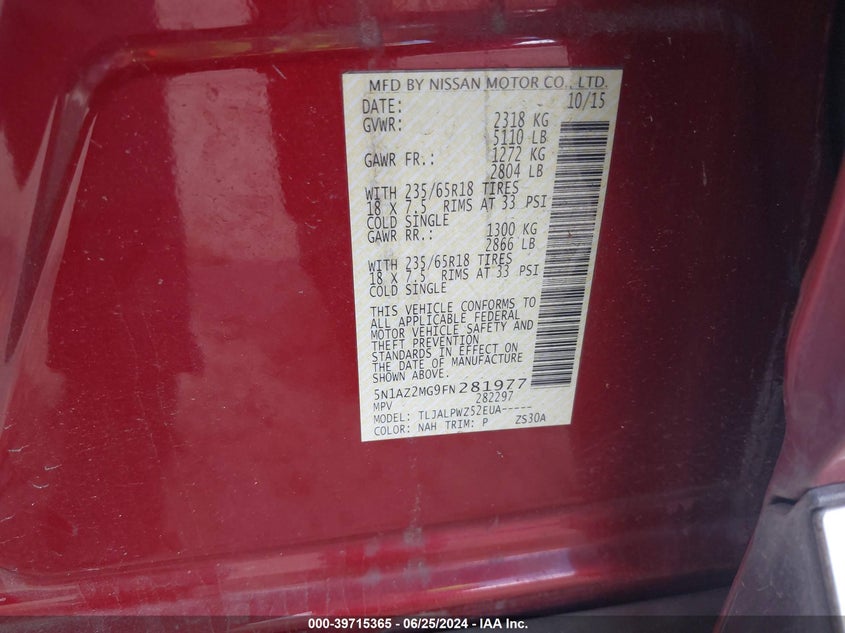 MFD BY NISSAN MOTOR CO., LTD.
DATE: 10/15
GVWR: 2318 KG
5110 LB
GAWR FR.: 1272 KG
2804 LB
WITH 235/65R18 TIRES
18 X 7.5 RIMS AT 33 PSI
COLD SINGLE
GAWR RR.: 1300 KG
2866 LB
WITH 235/65R18 TIRES
18 X 7.5 RIMS AT 33 PSI
COLD SINGLE
THIS VEHICLE CONFORMS TO
ALL APPLICABLE FEDERAL
MOTOR VEHICLE SAFETY AND
THEFT PREVENTION
STANDARDS IN EFFECT ON
THE DATE OF MANUFACTURE
SHOWN ABOVE.
5N1AZ2MG9FN281977
MPV 282297
MODEL: TLJALPWZ52EUA-----
COLOR: NAH TRIM: P ZS30A
000-39715365 - 06/25/2024 - IAA Inc.